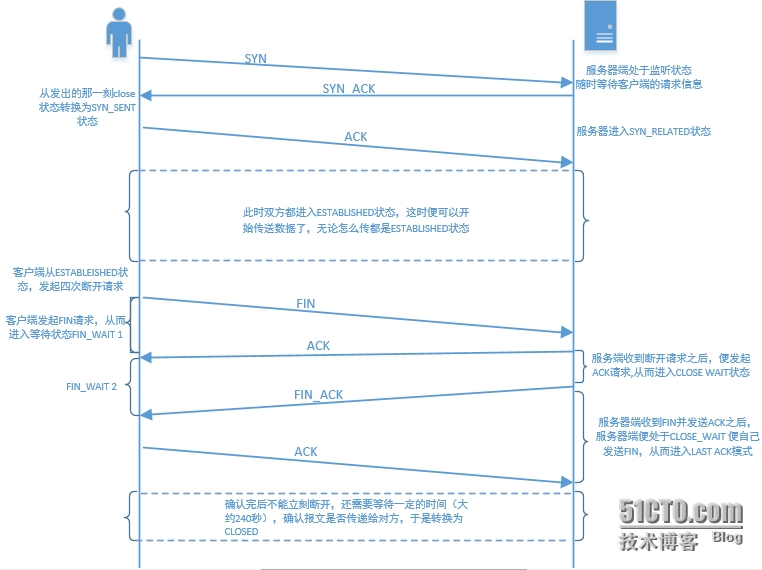 SYN
服务器端处于监听状态
随时等待客户端的请求信息
从发出的那一刻close
状态转换为SYN_SENT
状态
SYN_ACK
ACK
服务器进入SYN_RELATED状态
此时双方都进入ESTABLISHED状态，这时便可以开
始传送数据了，无论怎么传都是ESTABLISHED状态
客户端从ESTABLEISHED状
态，发起四次断开请求
FIN
客户端发起FIN请求，从而
进入等待状态FIN_WAIT 1
ACK
服务端收到断开请求之后，便发起
ACK请求,从而进入CLOSE WAIT状态
FIN_WAIT 2
FIN_ACK
服务器端收到FIN并发送ACK之后，
服务器端便处于CLOSE_WAIT 便自己
发送FIN，从而进入LAST ACK模式
ACK
确认完后不能立刻断开，还需要等待一定的时间（大
约240秒），确认报文是否传递给对方，于是转换为
CLOSED
51CTO.com
技术博客 Blog